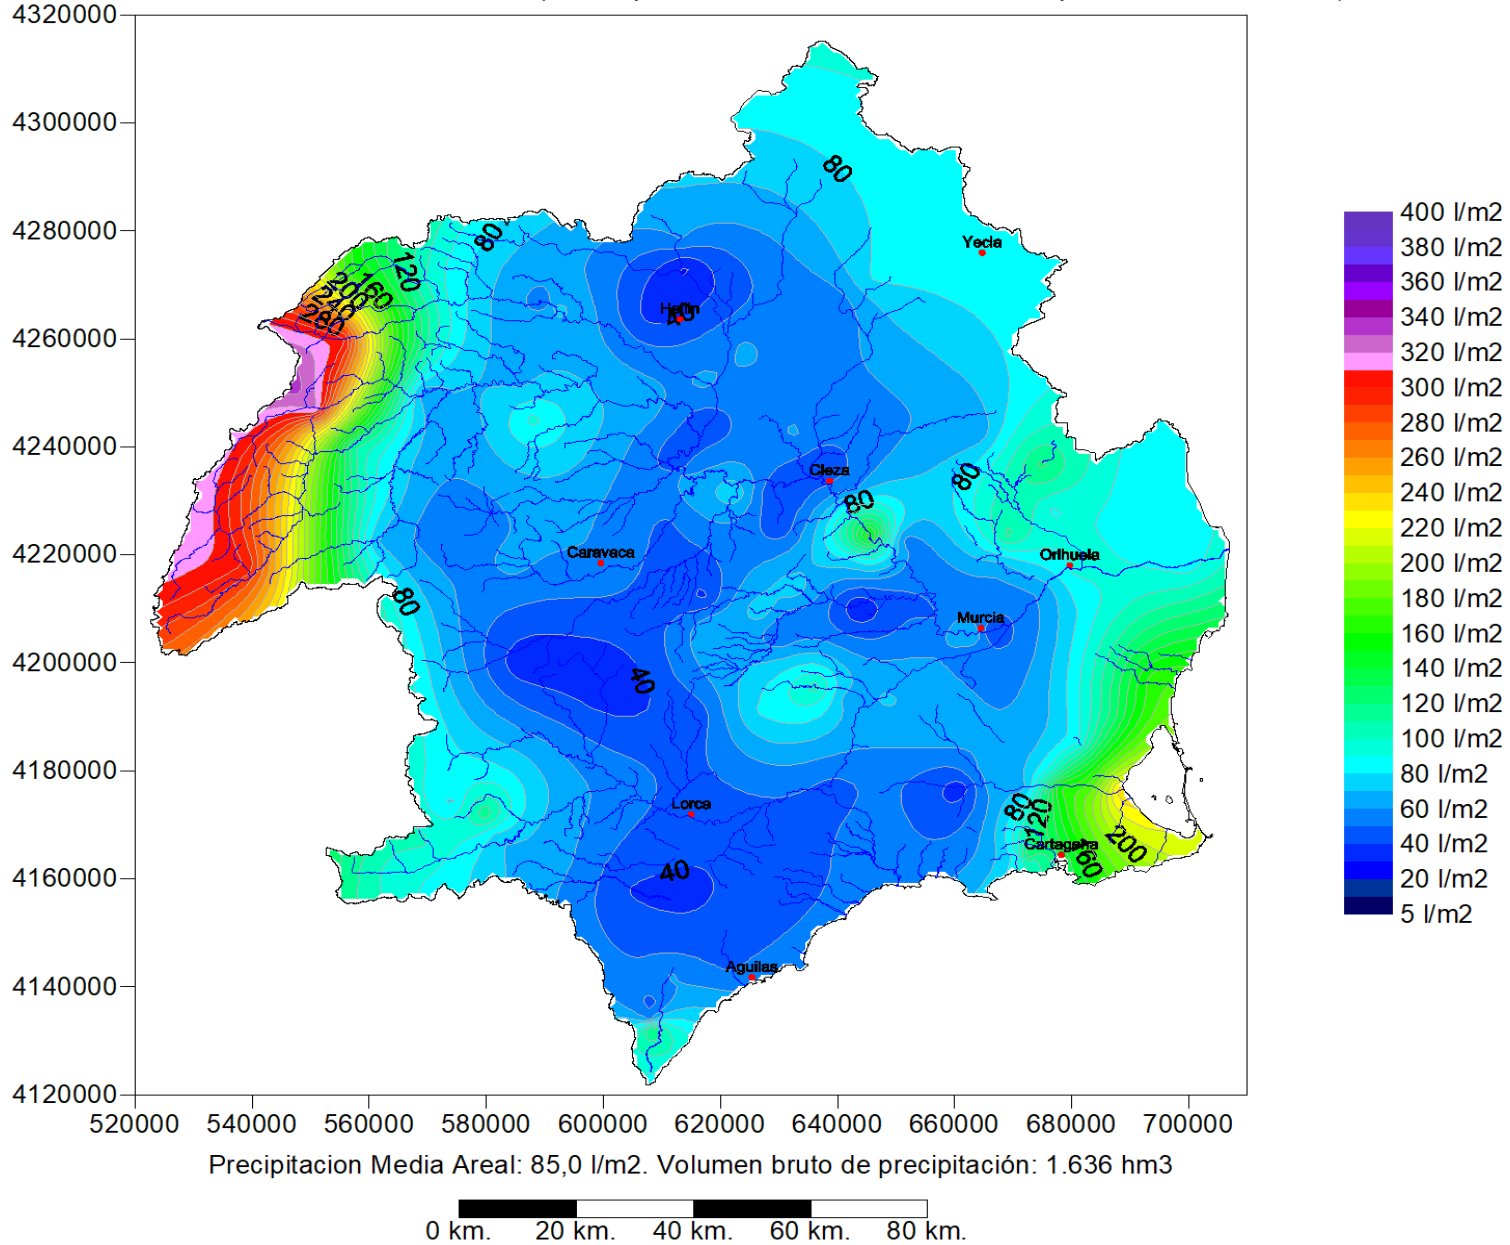 4320000
4300000
4280000
4260000
4240000
4220000
4200000
4180000
4160000
4140000
4120000
520000 540000 560000 580000 600000 620000 640000 660000 680000 700000
80
Yecla
80
120
160
200
280
Hellin
40
Cieza
80
80
Caravaca
Orihuela
80
Murcia
40
Lorca
80
120
Cartagena
200
160
40
Aguilas
400 l/m2
380 l/m2
360 l/m2
340 l/m2
320 l/m2
300 l/m2
280 l/m2
260 l/m2
240 l/m2
220 l/m2
200 l/m2
180 l/m2
160 l/m2
140 l/m2
120 l/m2
100 l/m2
80 l/m2
60 l/m2
40 l/m2
20 l/m2
5 l/m2
Precipitacion Media Areal: 85,0 l/m2. Volumen bruto de precipitación: 1.636 hm3
0 km. 20 km. 40 km. 60 km. 80 km.